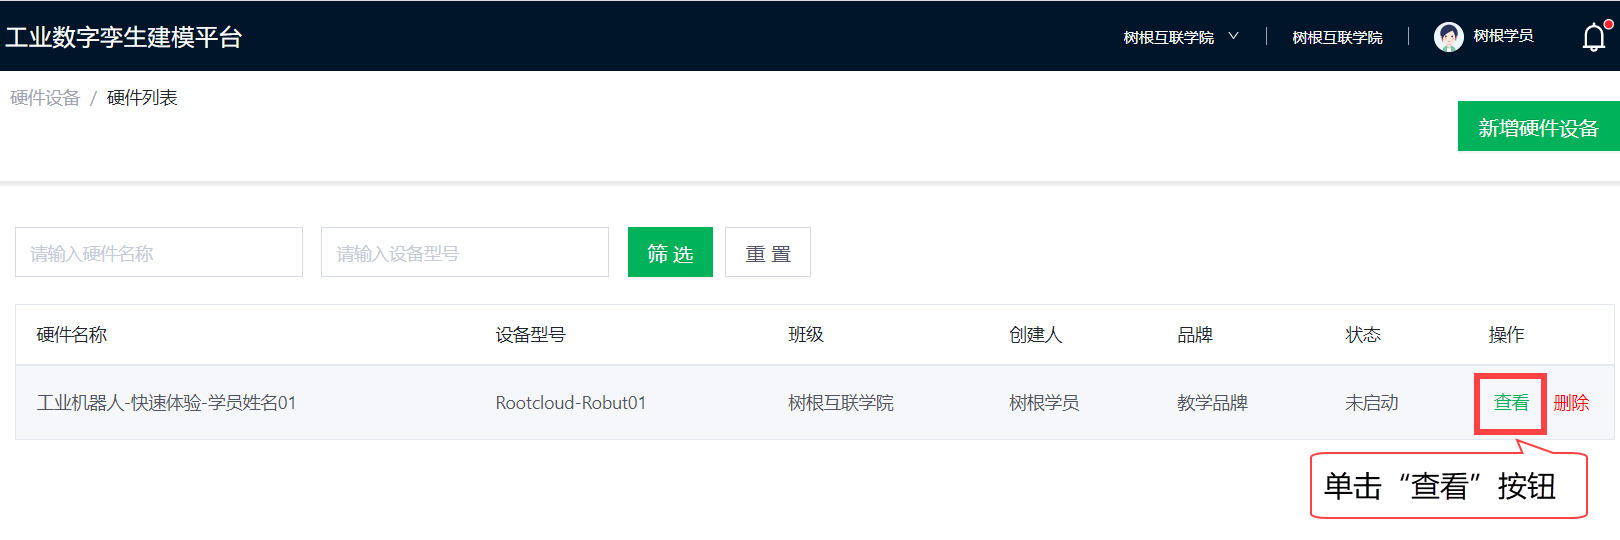 工业数字孪生建模平台
树根互联学院
树根互联学院
树根学员
硬件设备 / 硬件列表
新增硬件设备
请输入硬件名称 请输入设备型号 筛 选 重 置
硬件名称 设备型号 班级 创建人 品牌 状态 操作
工业机器人-快速体验-学员姓名01 Rootcloud-Robut01 树根互联学院 树根学员 教学品牌 未启动 查看 删除
单击“查看”按钮